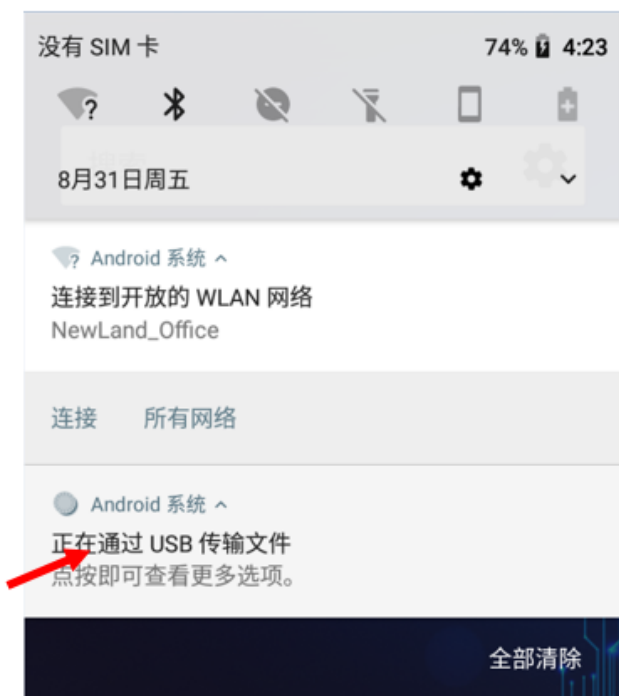 没有 SIM 卡 74% 4:23
8月31日周五
Android 系统
连接到开放的 WLAN 网络
NewLand_Office
连接 所有网络
Android 系统
正在通过 USB 传输文件
点按即可查看更多选项。
全部清除